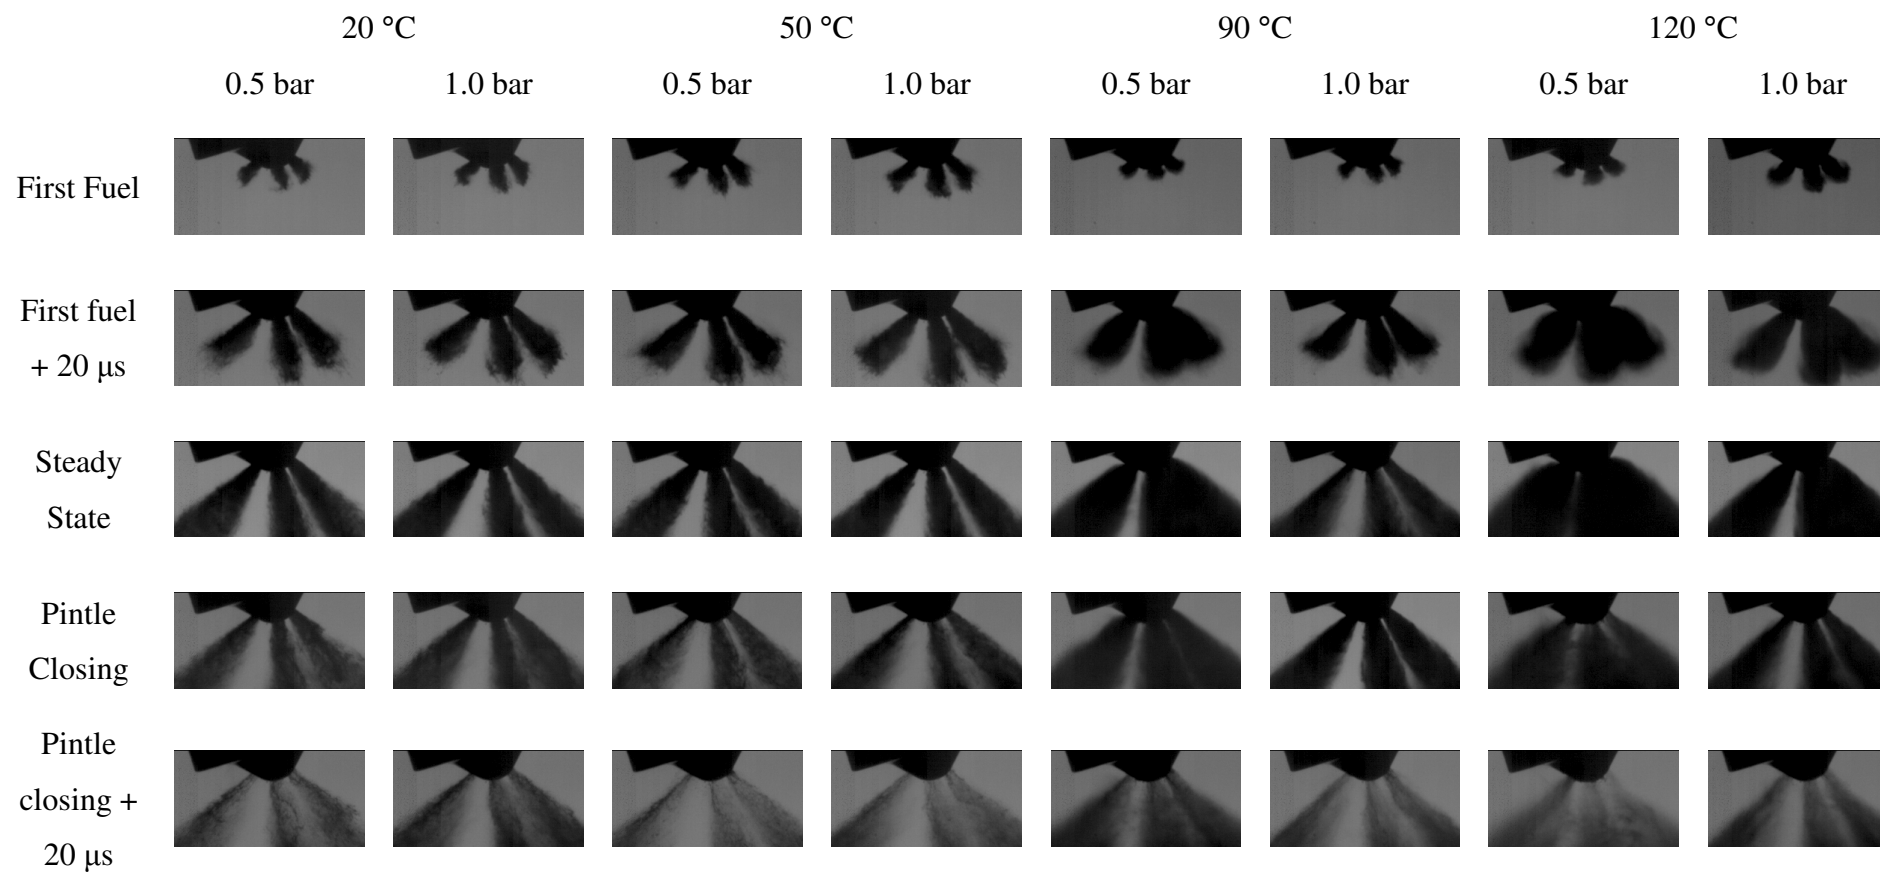 20 °C 50 °C 90 °C 120 °C
0.5 bar 1.0 bar 0.5 bar 1.0 bar 0.5 bar 1.0 bar 0.5 bar 1.0 bar
First Fuel
First fuel
+ 20 μs
Steady
State
Pintle
Closing
Pintle
closing +
20 μs